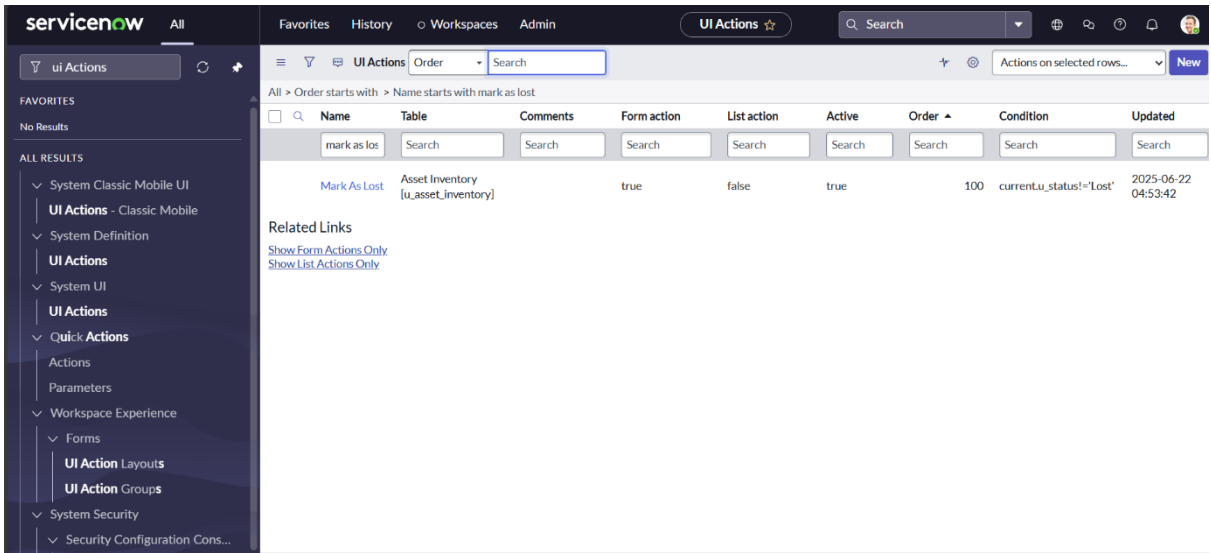 servicenow All Favorites History Workspaces Admin UI Actions Search
ui Actions
UI Actions Order Search Actions on selected rows... New
FAVORITES
No Results
ALL RESULTS
System Classic Mobile UI
UI Actions - Classic Mobile
System Definition
UI Actions
System UI
UI Actions
Quick Actions
Actions
Parameters
Workspace Experience
Forms
UI Action Layouts
UI Action Groups
System Security
Security Configuration Cons...
All > Order starts with > Name starts with mark as lost
Name Table Comments Form action List action Active Order Condition Updated
mark as los Search Search Search Search Search Search Search Search
Mark As Lost Asset Inventory [u_asset_inventory] true false true 100 current.u_status!='Lost' 2025-06-22 04:53:42
Related Links
Show Form Actions Only
Show List Actions Only